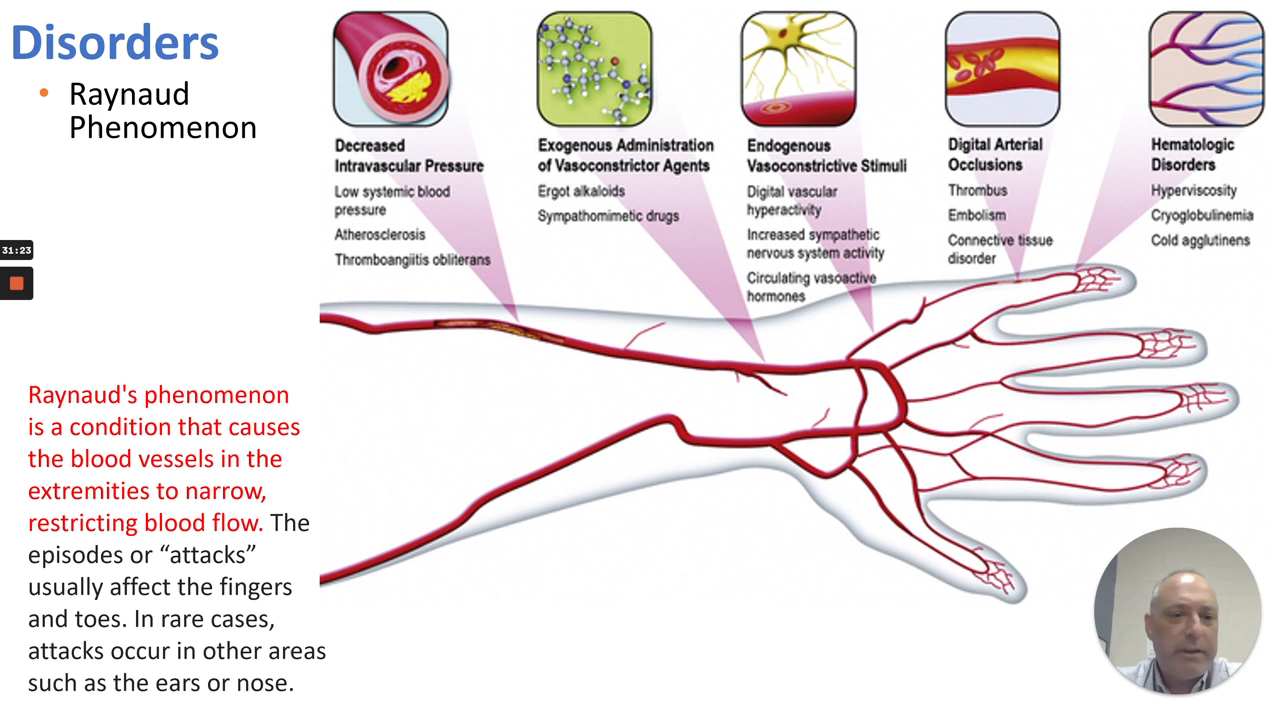 Disorders
• Raynaud
Phenomenon
31:23
Raynaud's phenomenon
is a condition that causes
the blood vessels in the
extremities to narrow,
restricting blood flow. The
episodes or “attacks”
usually affect the fingers
and toes. In rare cases,
attacks occur in other areas
such as the ears or nose.
Decreased
Intravascular Pressure
Low systemic blood
pressure
Atherosclerosis
Thromboangiitis obliterans
Exogenous Administration
of Vasoconstrictor Agents
Ergot alkaloids
Sympathomimetic drugs
Endogenous
Vasoconstrictive Stimuli
Digital vascular
hyperactivity
Increased sympathetic
nervous system activity
Circulating vasoactive
hormones
Digital Arterial
Occlusions
Thrombus
Embolism
Connective tissue
disorder
Hematologic
Disorders
Hyperviscosity
Cryoglobulinemia
Cold agglutinens